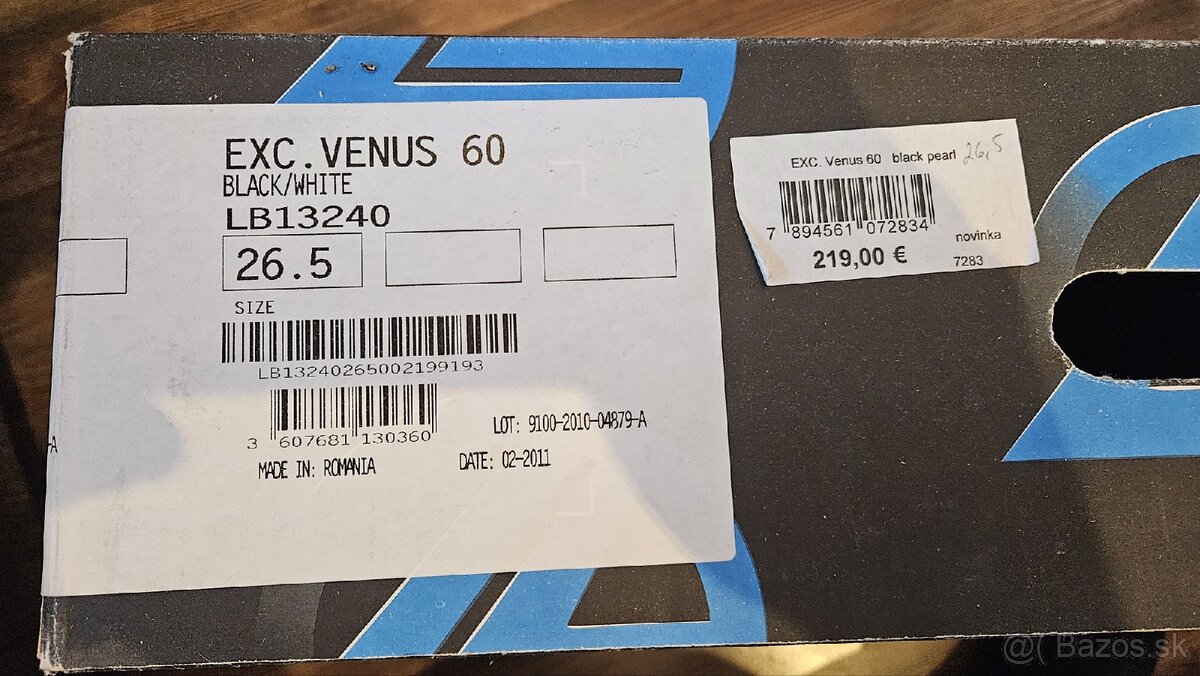 EXC.VENUS 60
BLACK/WHITE
LB13240
26.5
SIZE
LB13240265002199193
3 607681 130360
LOT: 9100-2010-04879-A
MADE IN: ROMANIA
DATE: 02-2011
-A
EXC. Venus 60 black pearl 26,5
7 894561 072834
219,00 €
novinka
7283
@( Bazos.sk